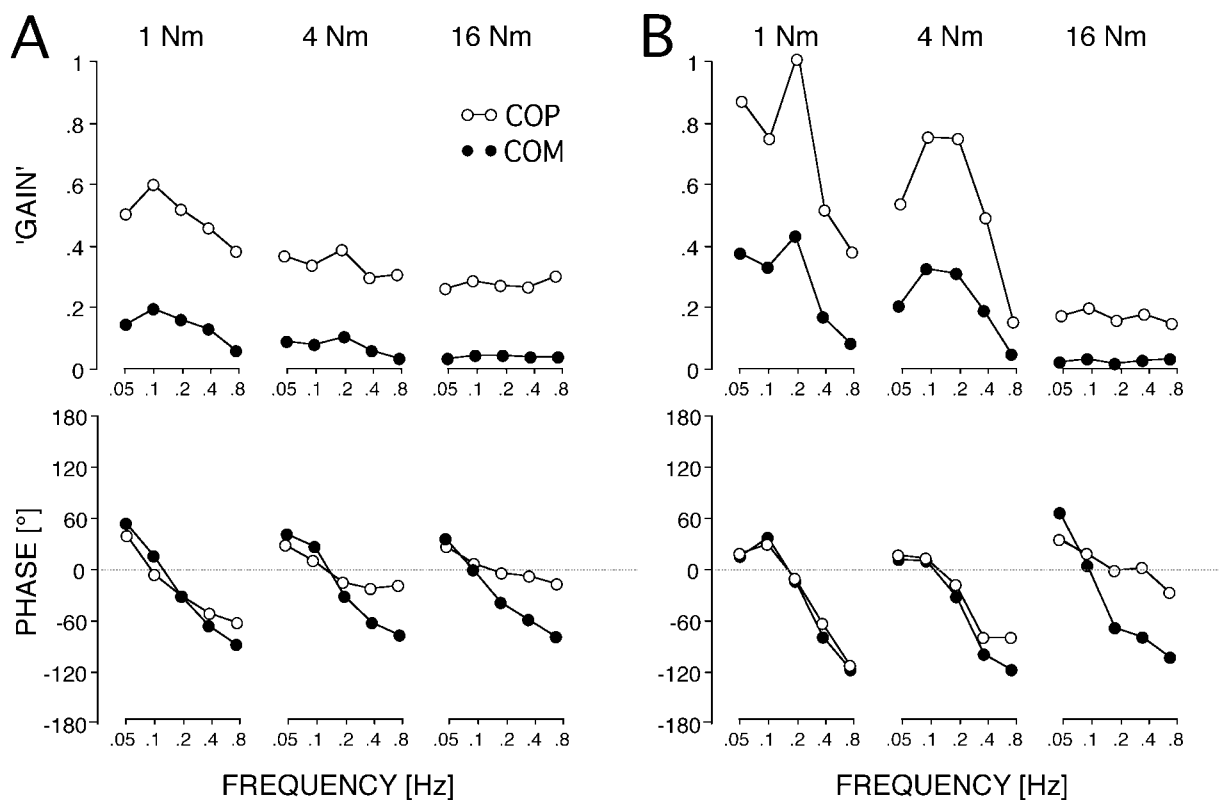 A
1 Nm 4 Nm 16 Nm
B
1 Nm 4 Nm 16 Nm
'GAIN'
1
.8
.6
.4
.2
0
COP
COM
.05 .1 .2 .4 .8
.05 .1 .2 .4 .8
.05 .1 .2 .4 .8
1
.8
.6
.4
.2
0
.05 .1 .2 .4 .8
.05 .1 .2 .4 .8
.05 .1 .2 .4 .8
PHASE [°]
180
120
60
0
-60
-120
-180
.05 .1 .2 .4 .8
.05 .1 .2 .4 .8
.05 .1 .2 .4 .8
FREQUENCY [Hz]
180
120
60
0
-60
-120
-180
.05 .1 .2 .4 .8
.05 .1 .2 .4 .8
.05 .1 .2 .4 .8
FREQUENCY [Hz]